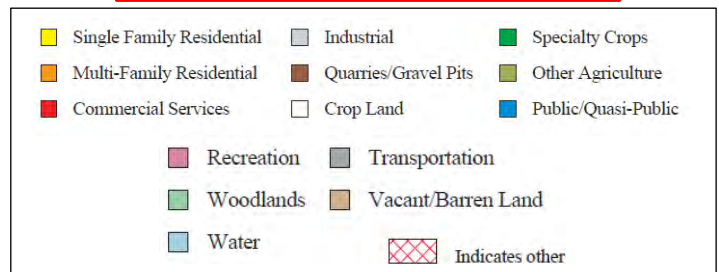 Single Family Residential Industrial Specialty Crops
Multi-Family Residential Quarries/Gravel Pits Other Agriculture
Commercial Services Crop Land Public/Quasi-Public
Recreation Transportation
Woodlands Vacant/Barren Land
Water Indicates other